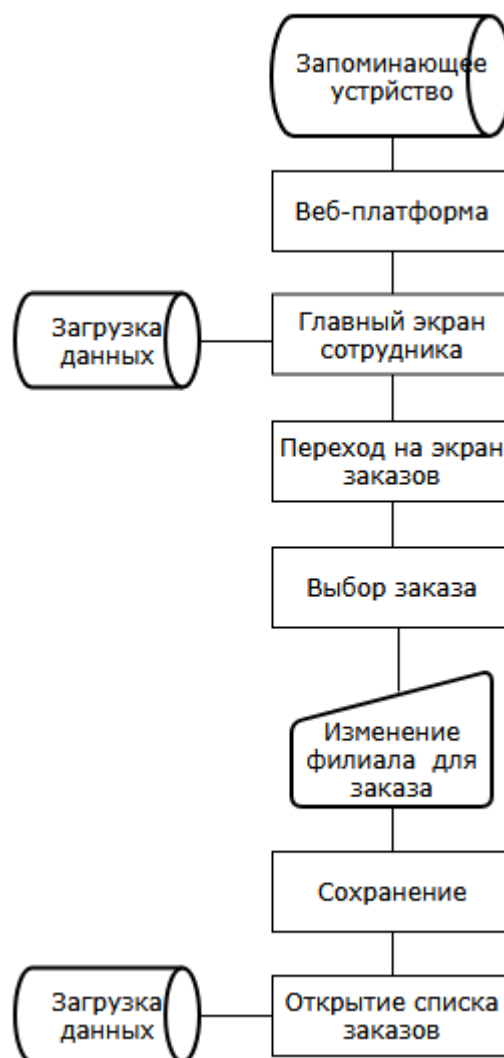 Запоминающее
устрйство
Веб-платформа
Загрузка
данных
Главный экран
сотрудника
Переход на экран
заказов
Выбор заказа
Изменение
филиала для
заказа
Сохранение
Загрузка
данных
Открытие списка
заказов